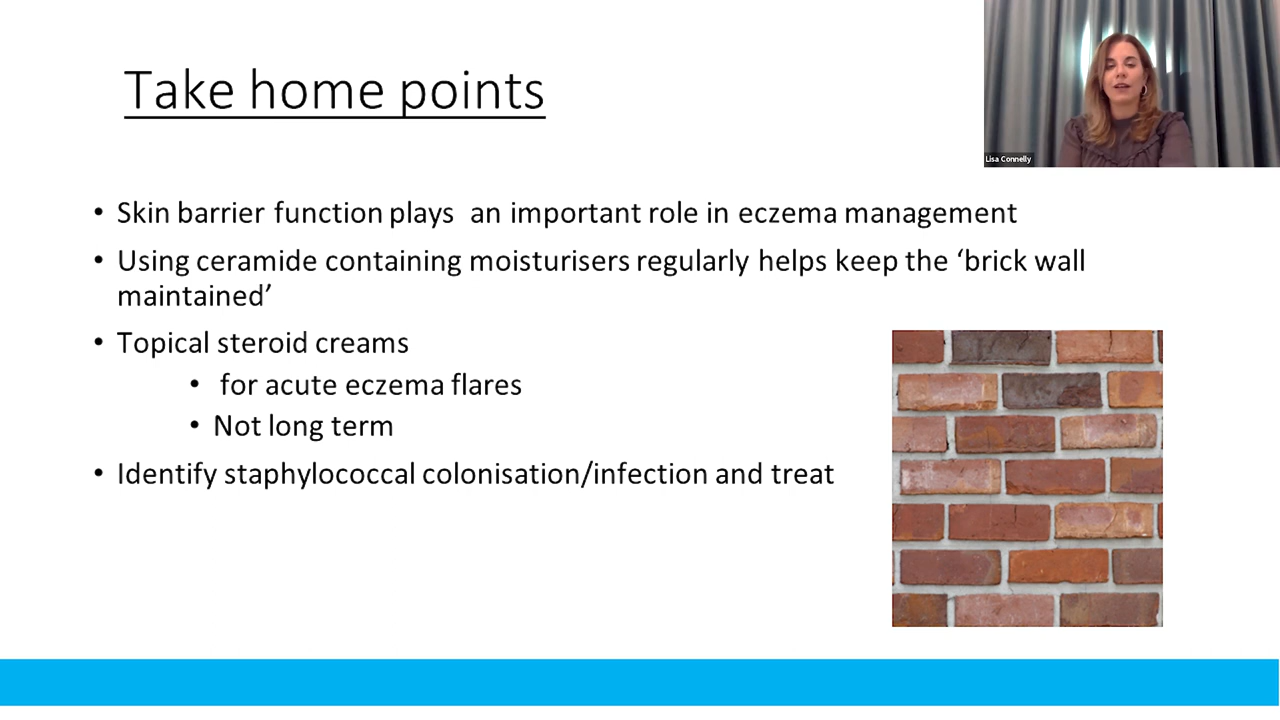 Take home points
Lisa Connelly
• Skin barrier function plays  an important role in eczema management
• Using ceramide containing moisturisers regularly helps keep the ‘brick wall
maintained’
• Topical steroid creams
• for acute eczema flares
• Not long term
• Identify staphylococcal colonisation/infection and treat